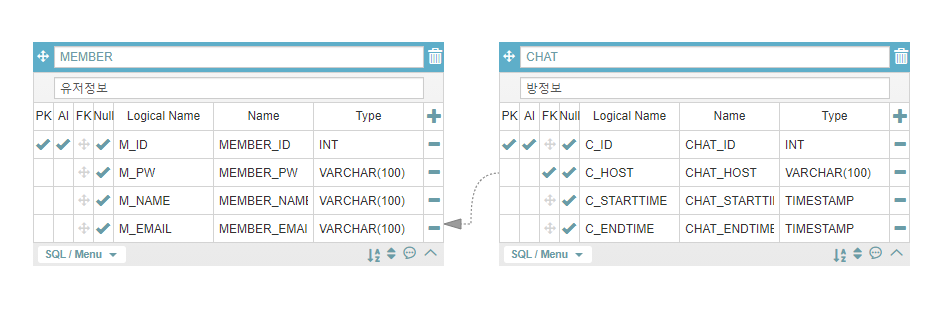 MEMBER
유저정보
PK AI FK Null Logical Name Name Type
M_ID MEMBER_ID INT
M_PW MEMBER_PW VARCHAR(100)
M_NAME MEMBER_NAME VARCHAR(100)
M_EMAIL MEMBER_EMAI VARCHAR(100)
SQL / Menu
CHAT
방정보
PK AI FK Null Logical Name Name Type
C_ID CHAT_ID INT
C_HOST CHAT_HOST VARCHAR(100)
C_STARTTIME CHAT_STARTTI TIMESTAMP
C_ENDTIME CHAT_ENDTIME TIMESTAMP
SQL / Menu